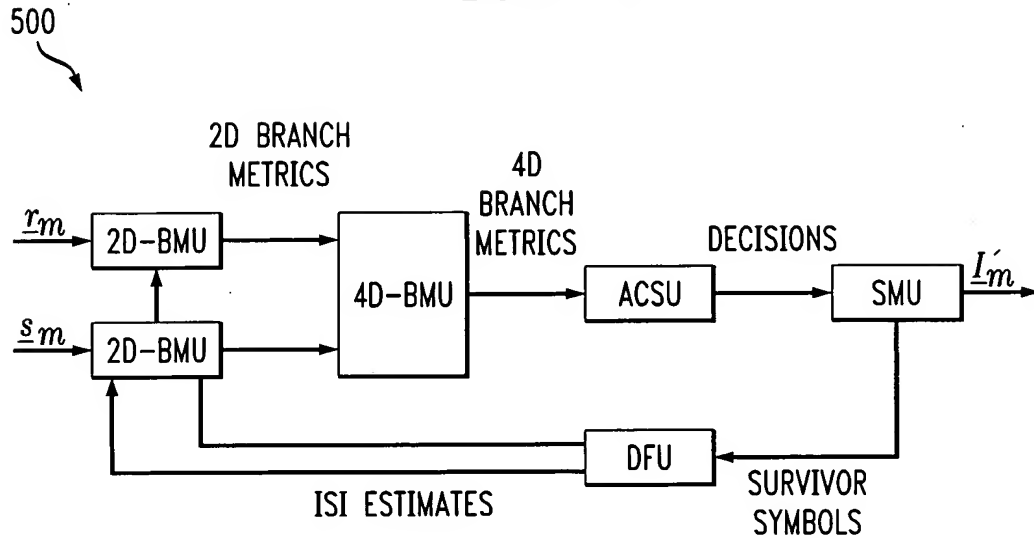 500
2D BRANCH
METRICS
4D
BRANCH
METRICS
DECISIONS
r_m
2D-BMU
4D-BMU
ACSU
SMU
I'_m
s_m
2D-BMU
DFU
ISI ESTIMATES
SURVIVOR
SYMBOLS